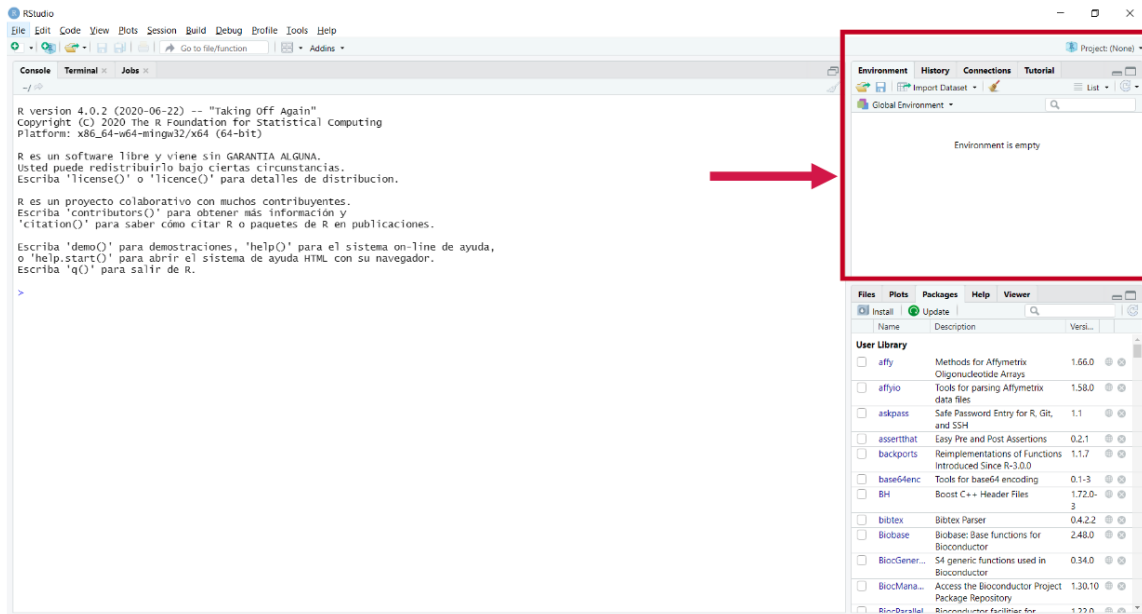 RStudio
File Edit Code View Plots Session Build Debug Profile Tools Help
Go to file/function Addins
Project: (None)
Console Terminal Jobs
~/
R version 4.0.2 (2020-06-22) -- "Taking Off Again"
Copyright (C) 2020 The R Foundation for Statistical Computing
Platform: x86_64-w64-mingw32/x64 (64-bit)
R es un software libre y viene sin GARANTIA ALGUNA.
Usted puede redistribuirlo bajo ciertas circunstancias.
Escriba 'license()' o 'licence()' para detalles de distribucion.
R es un proyecto colaborativo con muchos contribuyentes.
Escriba 'contributors()' para obtener más información y
'citation()' para saber cómo citar R o paquetes de R en publicaciones.
Escriba 'demo()' para demostraciones, 'help()' para el sistema on-line de ayuda,
o 'help.start()' para abrir el sistema de ayuda HTML con su navegador.
Escriba 'q()' para salir de R.
>
Environment History Connections Tutorial
Import Dataset List
Global Environment
Environment is empty
Files Plots Packages Help Viewer
Install Update
Name Description Versi...
User Library
affy Methods for Affymetrix 1.66.0
Oligonucleotide Arrays
affyio Tools for parsing Affymetrix 1.58.0
data files
askpass Safe Password Entry for R, Git, 1.1
and SSH
assertthat Easy Pre and Post Assertions 0.2.1
backports Reimplementations of Functions 1.1.7
Introduced Since R-3.0.0
base64enc Tools for base64 encoding 0.1-3
BH Boost C++ Header Files 1.72.0-
3
bibtex Bibtex Parser 0.4.2.2
Biobase Biobase: Base functions for 2.48.0
Bioconductor
BiocGener... S4 generic functions used in 0.34.0
Bioconductor
BiocMana... Access the Bioconductor Project 1.30.10
Package Repository
BiocParallel Bioconductor facilities for 1.22.0